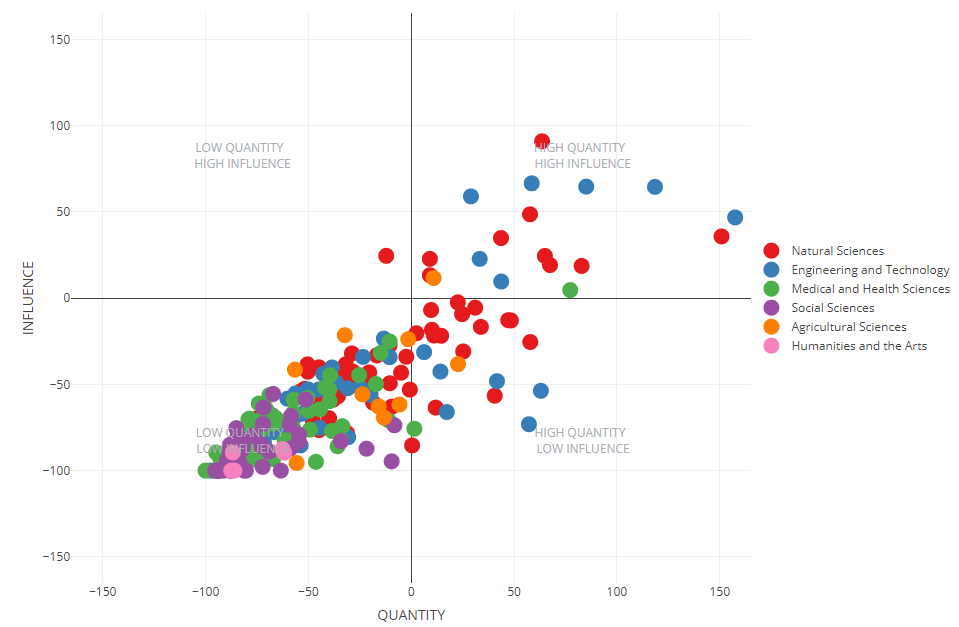 150
100
50
0
−50
−100
−150
INFLUENCE
LOW QUANTITY
HIGH INFLUENCE
HIGH QUANTITY
HIGH INFLUENCE
LOW QUANTITY
LOW INFLUENCE
HIGH QUANTITY
LOW INFLUENCE
−150
−100
−50
0
50
100
150
QUANTITY
Natural Sciences
Engineering and Technology
Medical and Health Sciences
Social Sciences
Agricultural Sciences
Humanities and the Arts